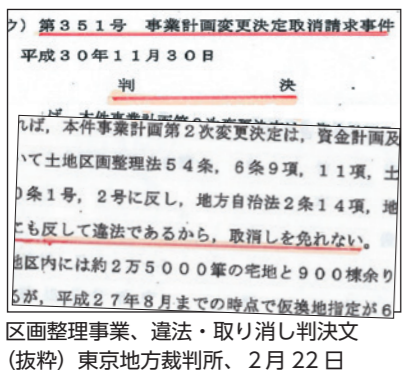 ウ）第３５１号　事業計画変更決定取消請求事件
平成３０年１１月３０日
判　　　決
れば，本件事業計画第２次変更決定は，資金計画及
いて土地区画整理法５４条，６条９項，１１項，土
条１号，２号に反し，地方自治法２条１４項，地
にも反して違法であるから，取消しを免れない。
地区内には約２万５０００筆の宅地と９００棟余り
るが，平成２７年８月までの時点で仮換地指定が６
区画整理事業、違法・取り消し判決文
（抜粋）東京地方裁判所、２月22日